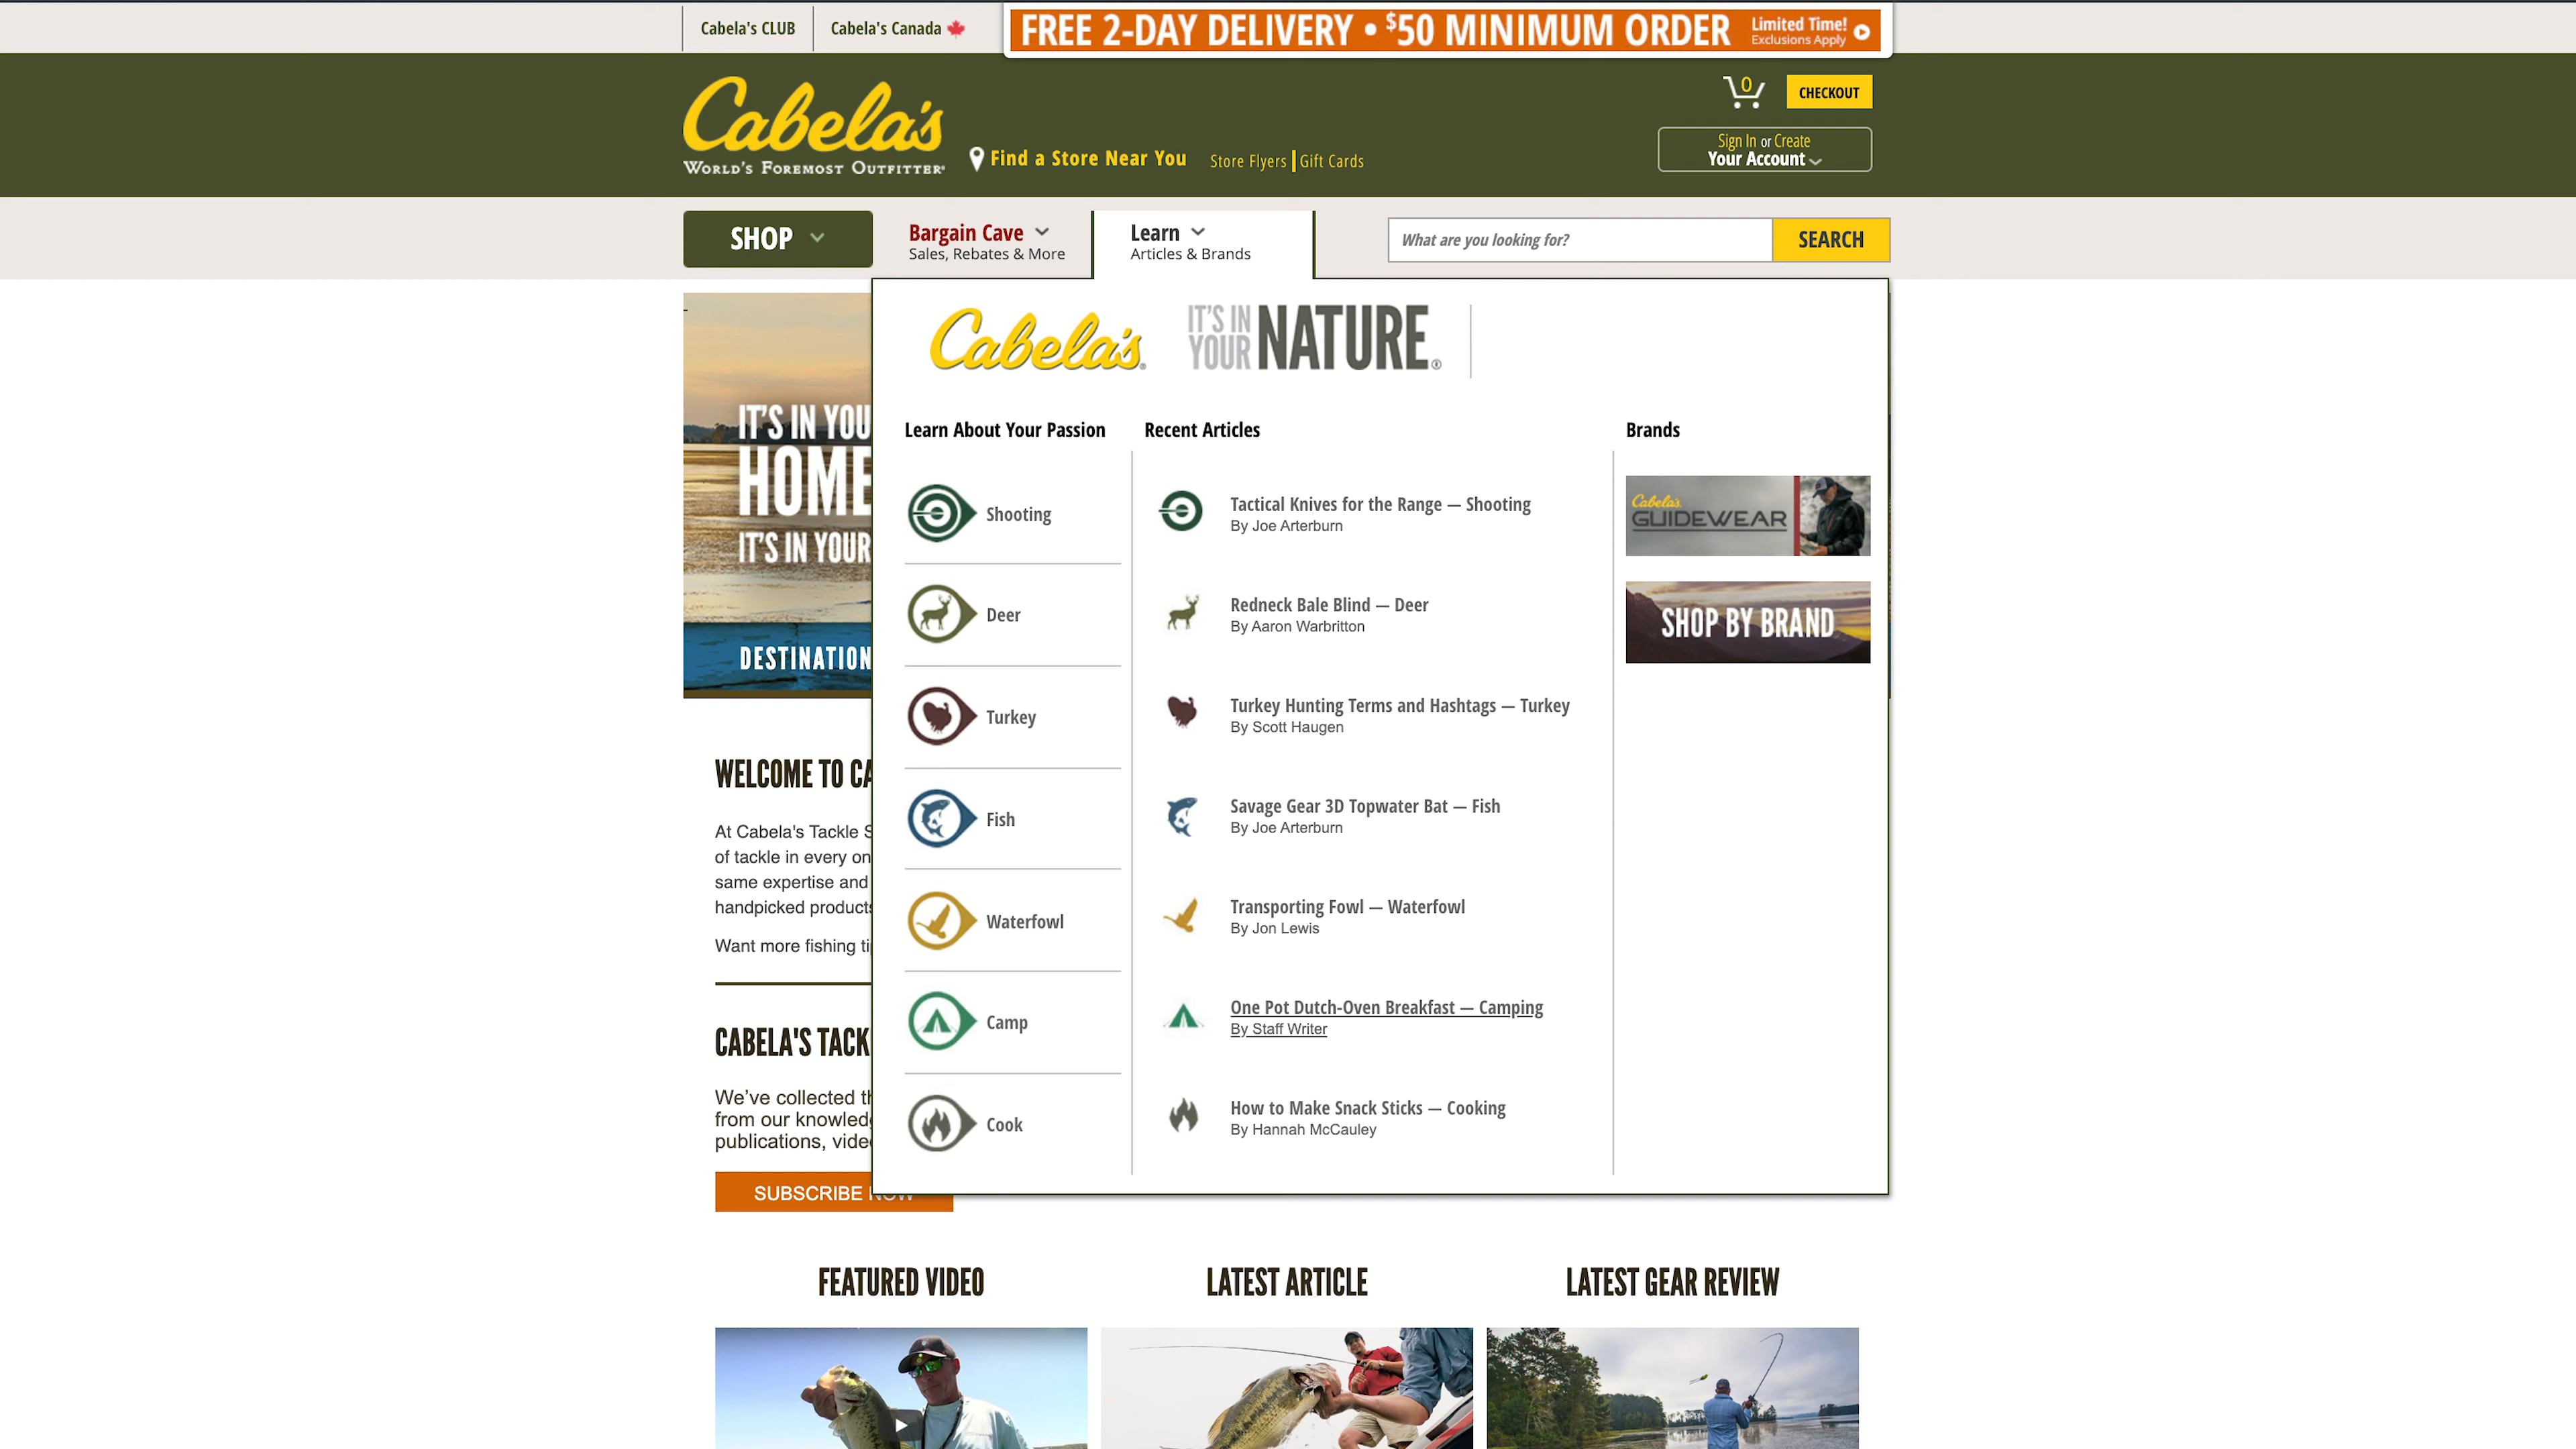 Cabela's CLUB
Cabela's Canada
FREE 2-DAY DELIVERY • $50 MINIMUM ORDER
Limited Time!
Exclusions Apply
Cabela's
WORLD'S FOREMOST OUTFITTER®
Find a Store Near You
Store Flyers
Gift Cards
0
CHECKOUT
Sign In or Create
Your Account
SHOP
Bargain Cave
Sales, Rebates & More
Learn
Articles & Brands
What are you looking for?
SEARCH
Cabela's®
IT'S IN YOUR NATURE®
IT'S IN YOU
HOME
IT'S IN YOUR
DESTINATION
Learn About Your Passion
Shooting
Deer
Turkey
Fish
Waterfowl
Camp
Cook
Recent Articles
Tactical Knives for the Range — Shooting
By Joe Arterburn
Redneck Bale Blind — Deer
By Aaron Warbritton
Turkey Hunting Terms and Hashtags — Turkey
By Scott Haugen
Savage Gear 3D Topwater Bat — Fish
By Joe Arterburn
Transporting Fowl — Waterfowl
By Jon Lewis
One Pot Dutch-Oven Breakfast — Camping
By Staff Writer
How to Make Snack Sticks — Cooking
By Hannah McCauley
Brands
Cabela's
GUIDEWEAR
SHOP BY BRAND
WELCOME TO CA
At Cabela's Tackle S
of tackle in every on
same expertise and
handpicked products
Want more fishing ti
CABELA'S TACK
We've collected th
from our knowledg
publications, vide
SUBSCRIBE NOW
FEATURED VIDEO
LATEST ARTICLE
LATEST GEAR REVIEW